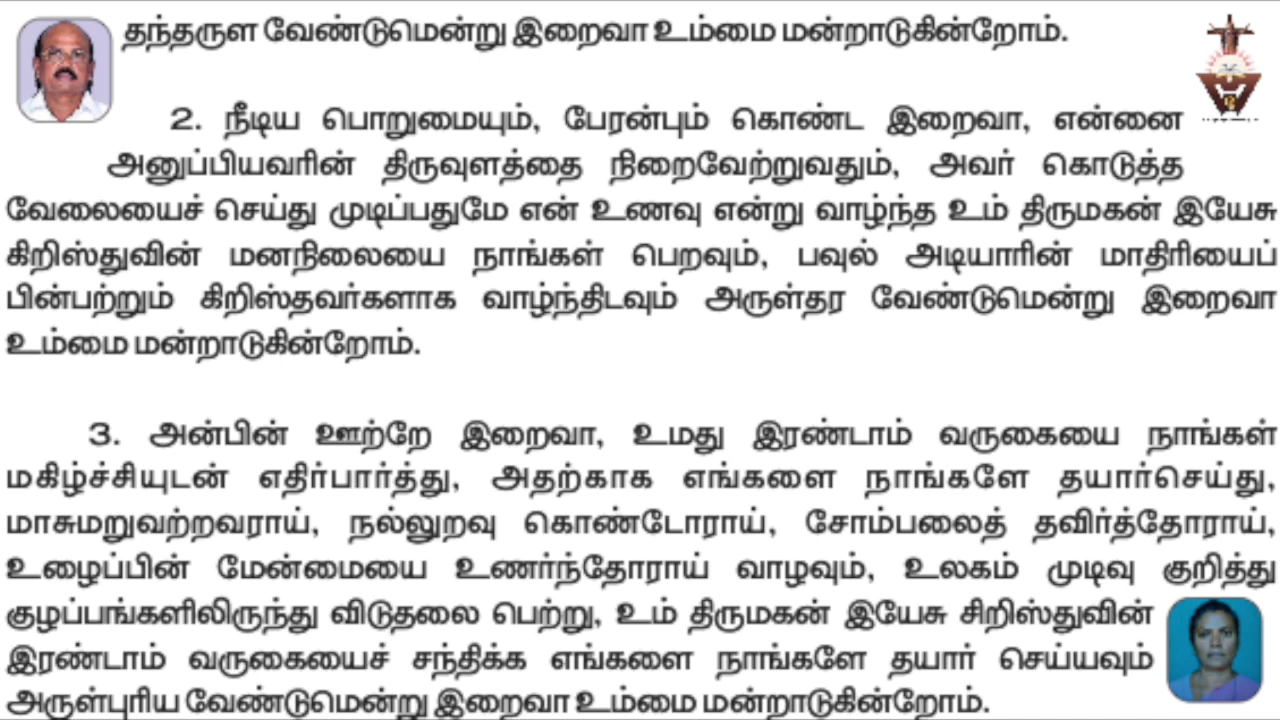 தந்தருள வேண்டுமென்று இறைவா உம்மை மன்றாடுகின்றோம்.
2. நீடிய பொறுமையும், பேரன்பும் கொண்ட இறைவா, என்னை
அனுப்பியவரின் திருவுளத்தை நிறைவேற்றுவதும், அவர் கொடுத்த
வேலையைச் செய்து முடிப்பதுமே என் உணவு என்று வாழ்ந்த உம் திருமகன் இயேசு
கிறிஸ்துவின் மனநிலையை நாங்கள் பெறவும், பவுல் அடியாரின் மாதிரியைப்
பின்பற்றும் கிறிஸ்தவர்களாக வாழ்ந்திடவும் அருள்தர வேண்டுமென்று இறைவா
உம்மை மன்றாடுகின்றோம்.
3. அன்பின் ஊற்றே இறைவா, உமது இரண்டாம் வருகையை நாங்கள்
மகிழ்ச்சியுடன் எதிர்பார்த்து, அதற்காக எங்களை நாங்களே தயார்செய்து,
மாசுமறுவற்றவராய், நல்லுறவு கொண்டோராய், சோம்பலைத் தவிர்த்தோராய்,
உழைப்பின் மேன்மையை உணர்ந்தோராய் வாழவும், உலகம் முடிவு குறித்து
குழப்பங்களிலிருந்து விடுதலை பெற்று, உம் திருமகன் இயேசு சிறிஸ்துவின்
இரண்டாம் வருகையைச் சந்திக்க எங்களை நாங்களே தயார் செய்யவும்
அருள்புரிய வேண்டுமென்று இறைவா உம்மை மன்றாடுகின்றோம்.